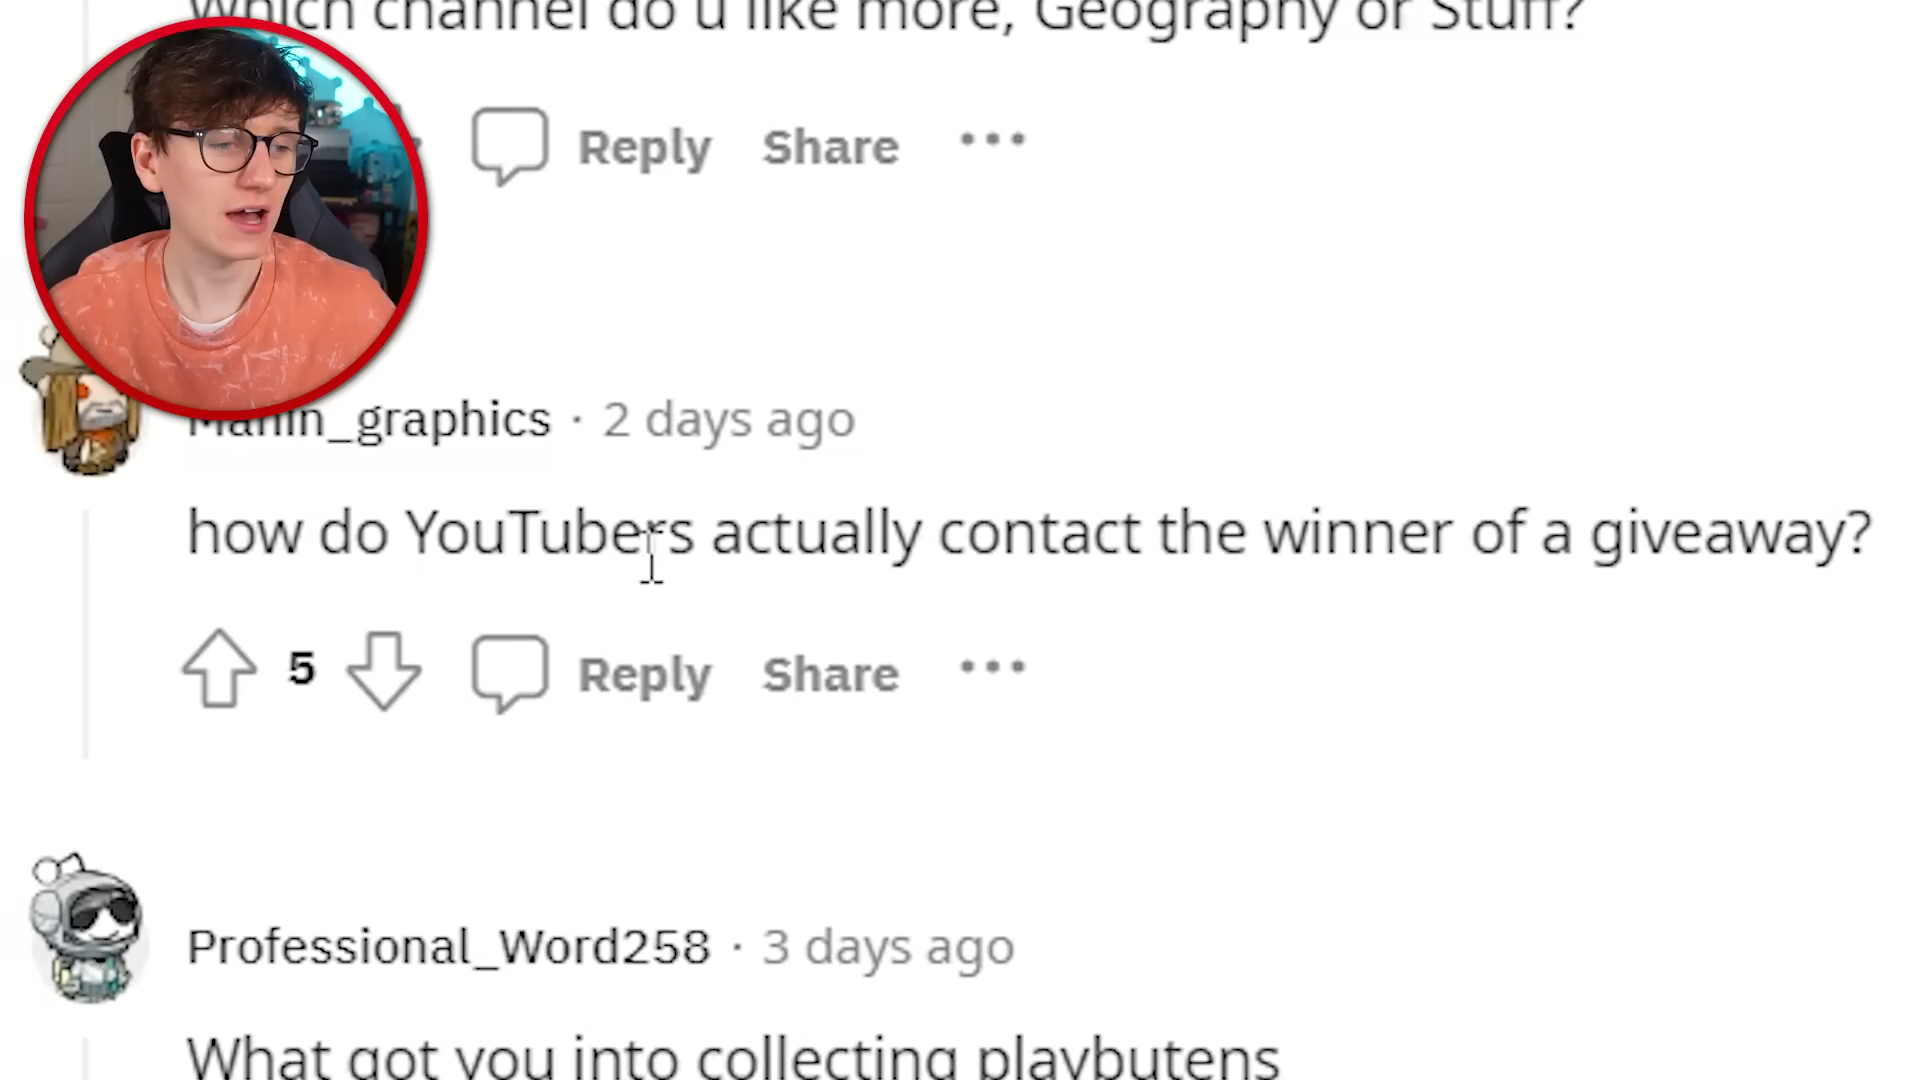 Which channel do u like more, Geography or Stuff?
Reply Share
· 2 days ago
how do YouTubers actually contact the winner of a giveaway?
5 Reply Share
Professional_Word258 · 3 days ago
What got you into collecting playbutens